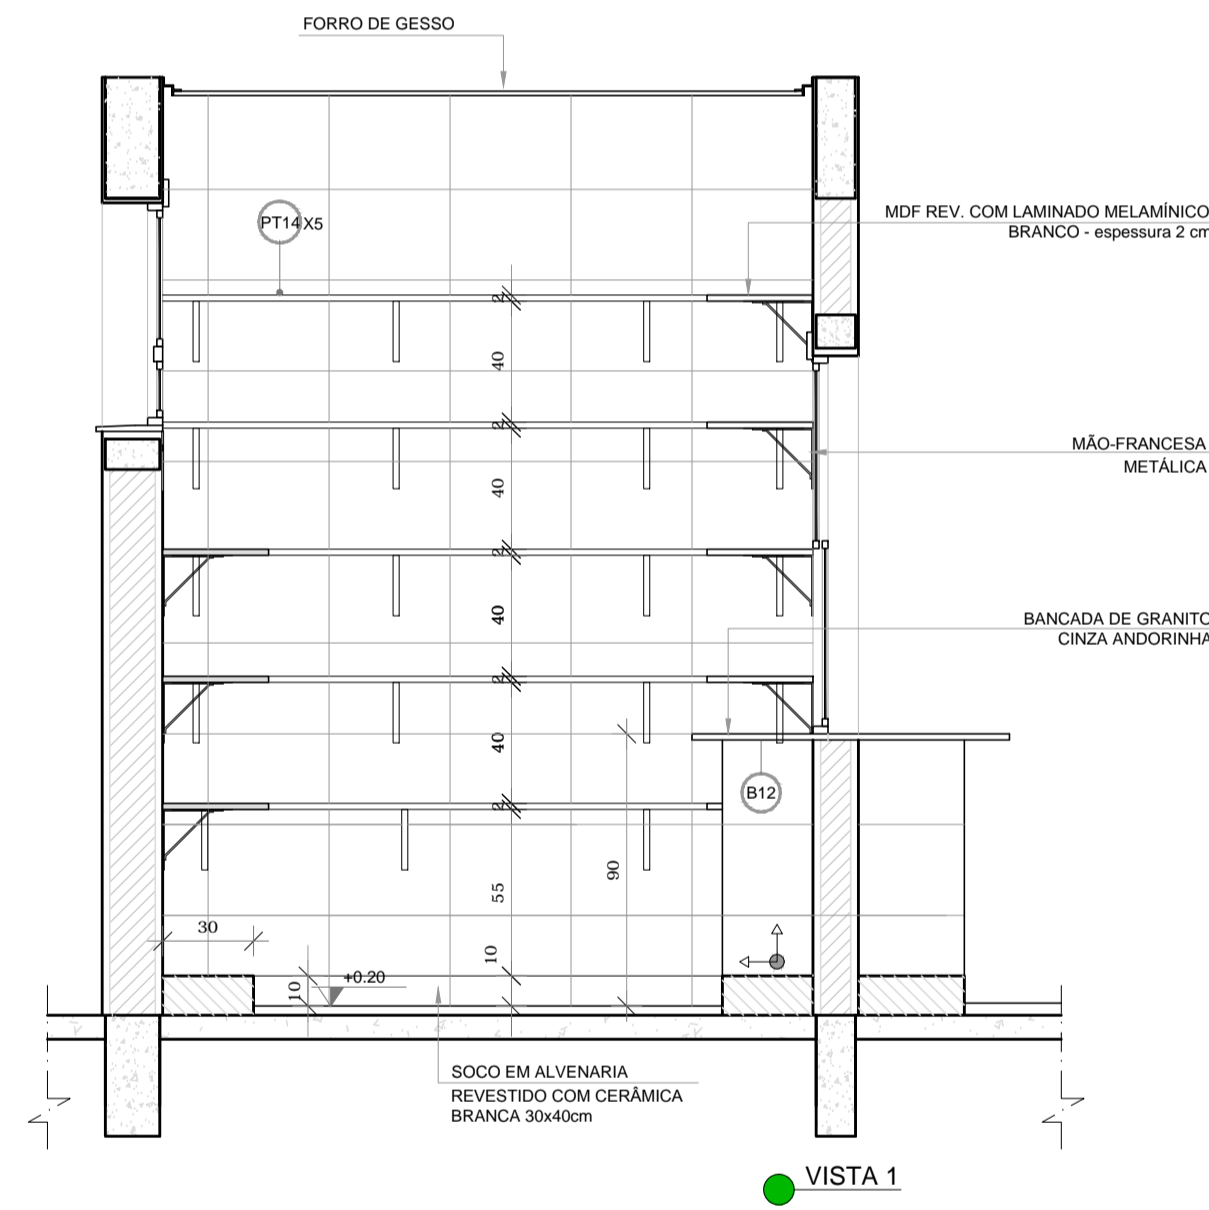 FORRO DE GESSO
MDF REV. COM LAMINADO MELAMÍNICO
BRANCO - espessura 2 cm
PT14 X5
2
40
2
40
MÃO-FRANCESA
METÁLICA
2
40
BANCADA DE GRANITO
CINZA ANDORINHA
2
40
B12
2
90
55
30
10
+0.20
10
SOCO EM ALVENARIA
REVESTIDO COM CERÂMICA
BRANCA 30x40cm
VISTA 1